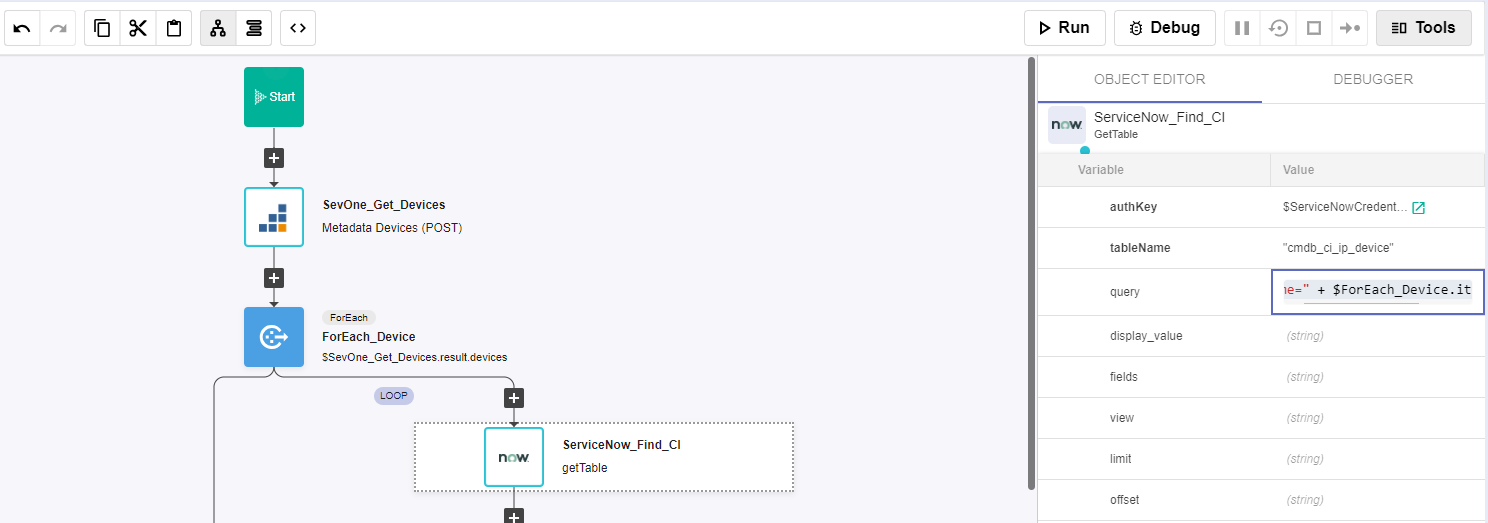 Run
Debug
Tools
Start
SevOne_Get_Devices
Metadata Devices (POST)
ForEach
ForEach_Device
$SevOne_Get_Devices.result.devices
LOOP
now.
ServiceNow_Find_CI
getTable
OBJECT EDITOR
DEBUGGER
now.
ServiceNow_Find_CI
GetTable
Variable Value
authKey $ServiceNowCredent...
tableName "cmdb_ci_ip_device"
query ne=" + $ForEach_Device.it
display_value (string)
fields (string)
view (string)
limit (string)
offset (string)